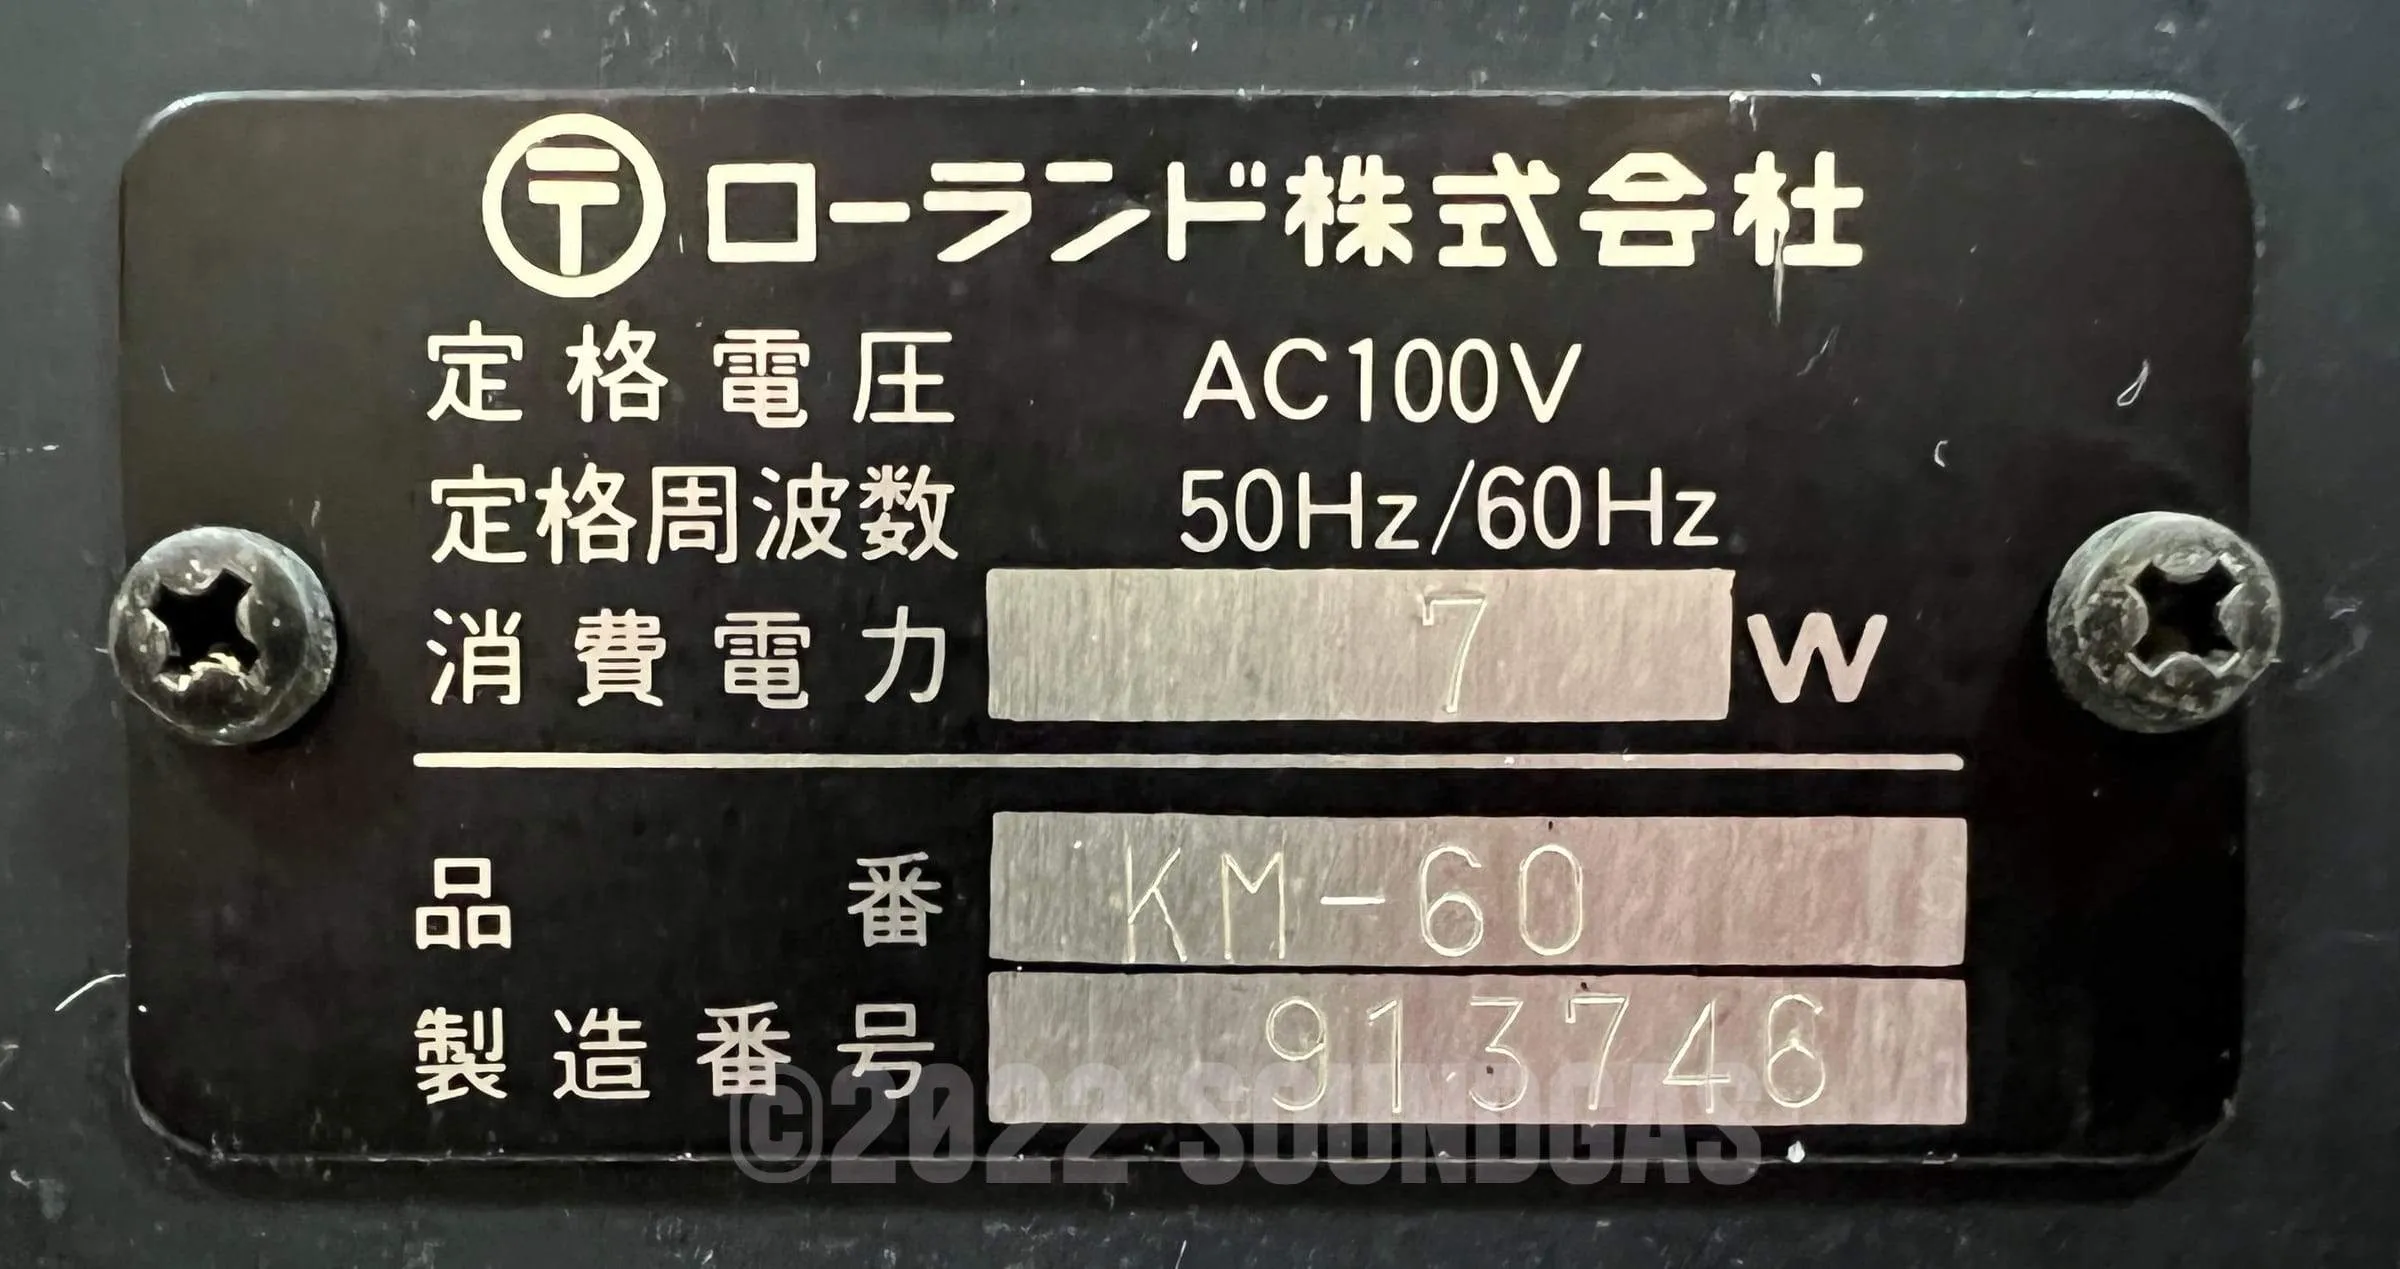 〒 ローランド株式会社
定格電圧 AC100V
定格周波数 50Hz/60Hz
消費電力 7 W
品番 KM-60
製造番号 913746
©2022 SOUNDGAS